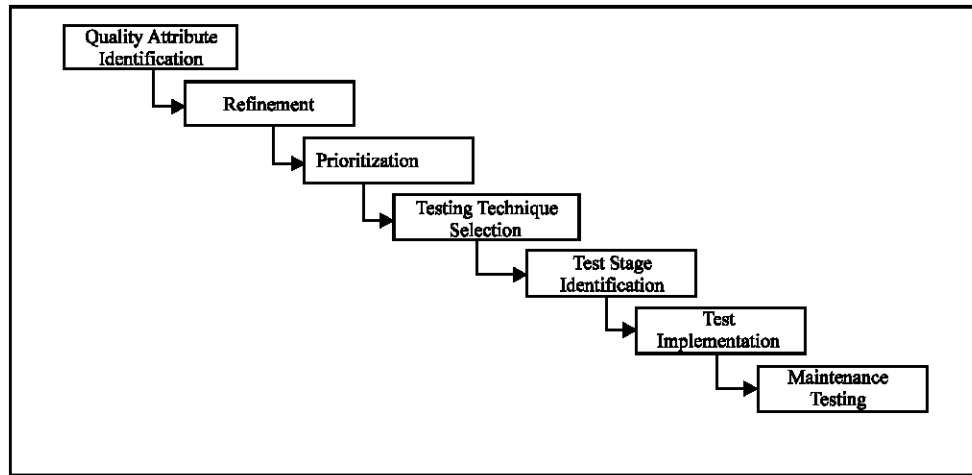 Quality Attribute
Identification
Refinement
Prioritization
Testing Technique
Selection
Test Stage
Identification
Test
Implementation
Maintenance
Testing